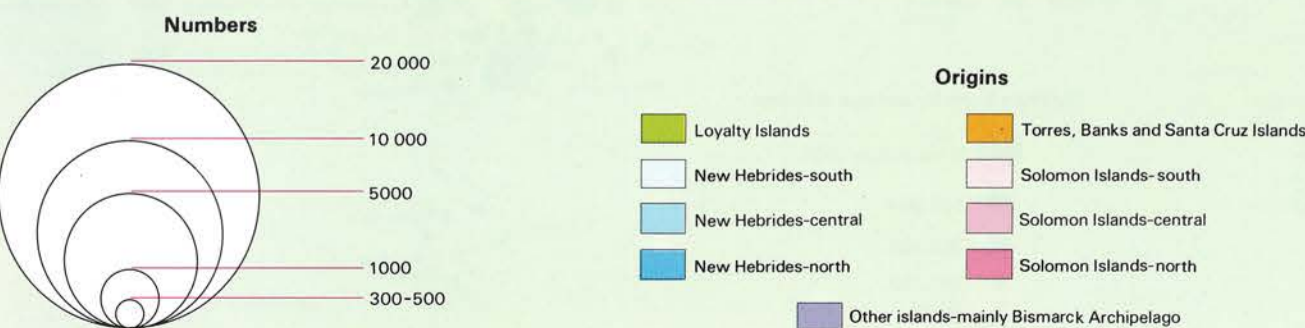 Numbers
20 000
10 000
5000
1000
300-500
Origins
Loyalty Islands
New Hebrides-south
New Hebrides-central
New Hebrides-north
Torres, Banks and Santa Cruz Islands
Solomon Islands-south
Solomon Islands-central
Solomon Islands-north
Other islands-mainly Bismarck Archipelago